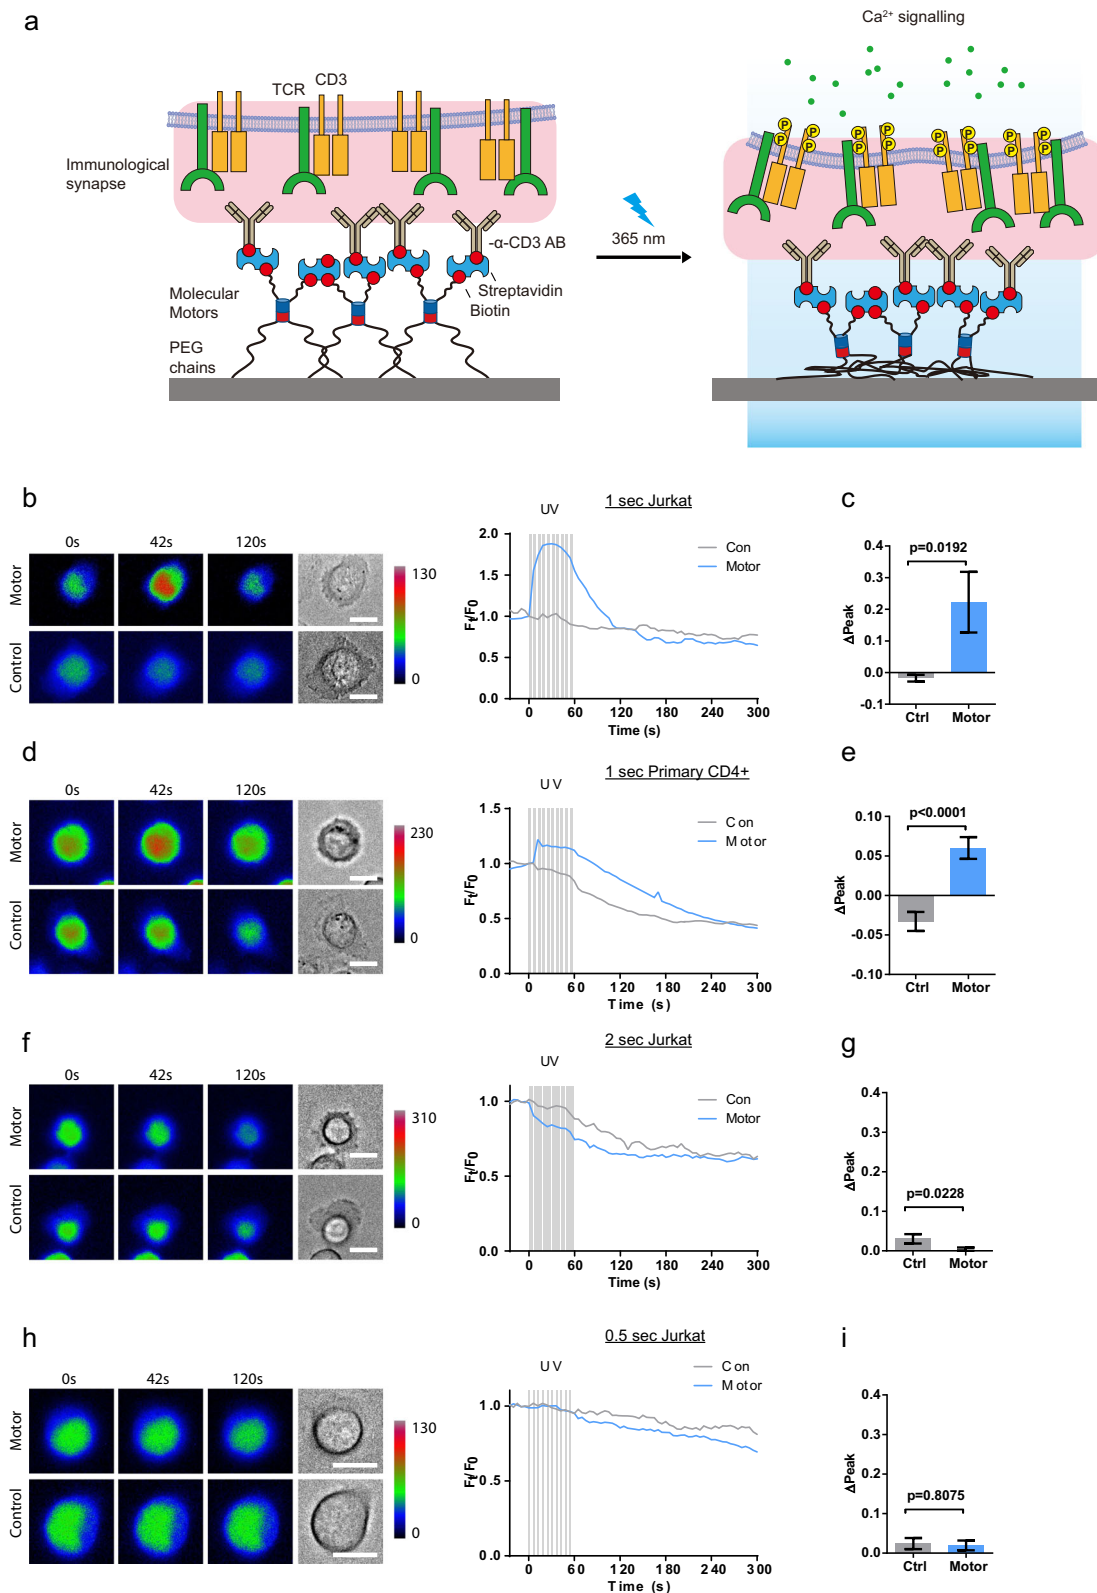 a
Ca²⁺ signalling
TCR
CD3
Immunological
synapse
P P P P P P P P
P P P P P P P P
-α-CD3 AB
365 nm
Streptavidin
Biotin
Molecular
Motors
PEG
chains
b
0s 42s 120s
Motor
Control
130
0
1 sec Jurkat
UV
Con
Motor
Ft/F0
2.0
1.5
1.0
0.5
0.0
0 60 120 180 240 300
Time (s)
c
p=0.0192
ΔPeak
0.4
0.3
0.2
0.1
0.0
-0.1
Ctrl Motor
d
0s 42s 120s
Motor
Control
230
0
1 sec Primary CD4+
UV
Con
Motor
Ft/F0
1.5
1.0
0.5
0.0
0 60 120 180 240 300
Time (s)
e
p<0.0001
ΔPeak
0.10
0.05
0.00
-0.05
-0.10
Ctrl Motor
f
0s 42s 120s
Motor
Control
310
0
2 sec Jurkat
UV
Con
Motor
Ft/F0
1.0
0.5
0.0
0 60 120 180 240 300
Time (s)
g
p=0.0228
ΔPeak
0.4
0.3
0.2
0.1
0.0
Ctrl Motor
h
0s 42s 120s
Motor
Control
130
0
0.5 sec Jurkat
UV
Con
Motor
Ft/F0
1.0
0.5
0.0
0 60 120 180 240 300
Time (s)
i
p=0.8075
ΔPeak
0.4
0.3
0.2
0.1
0.0
Ctrl Motor